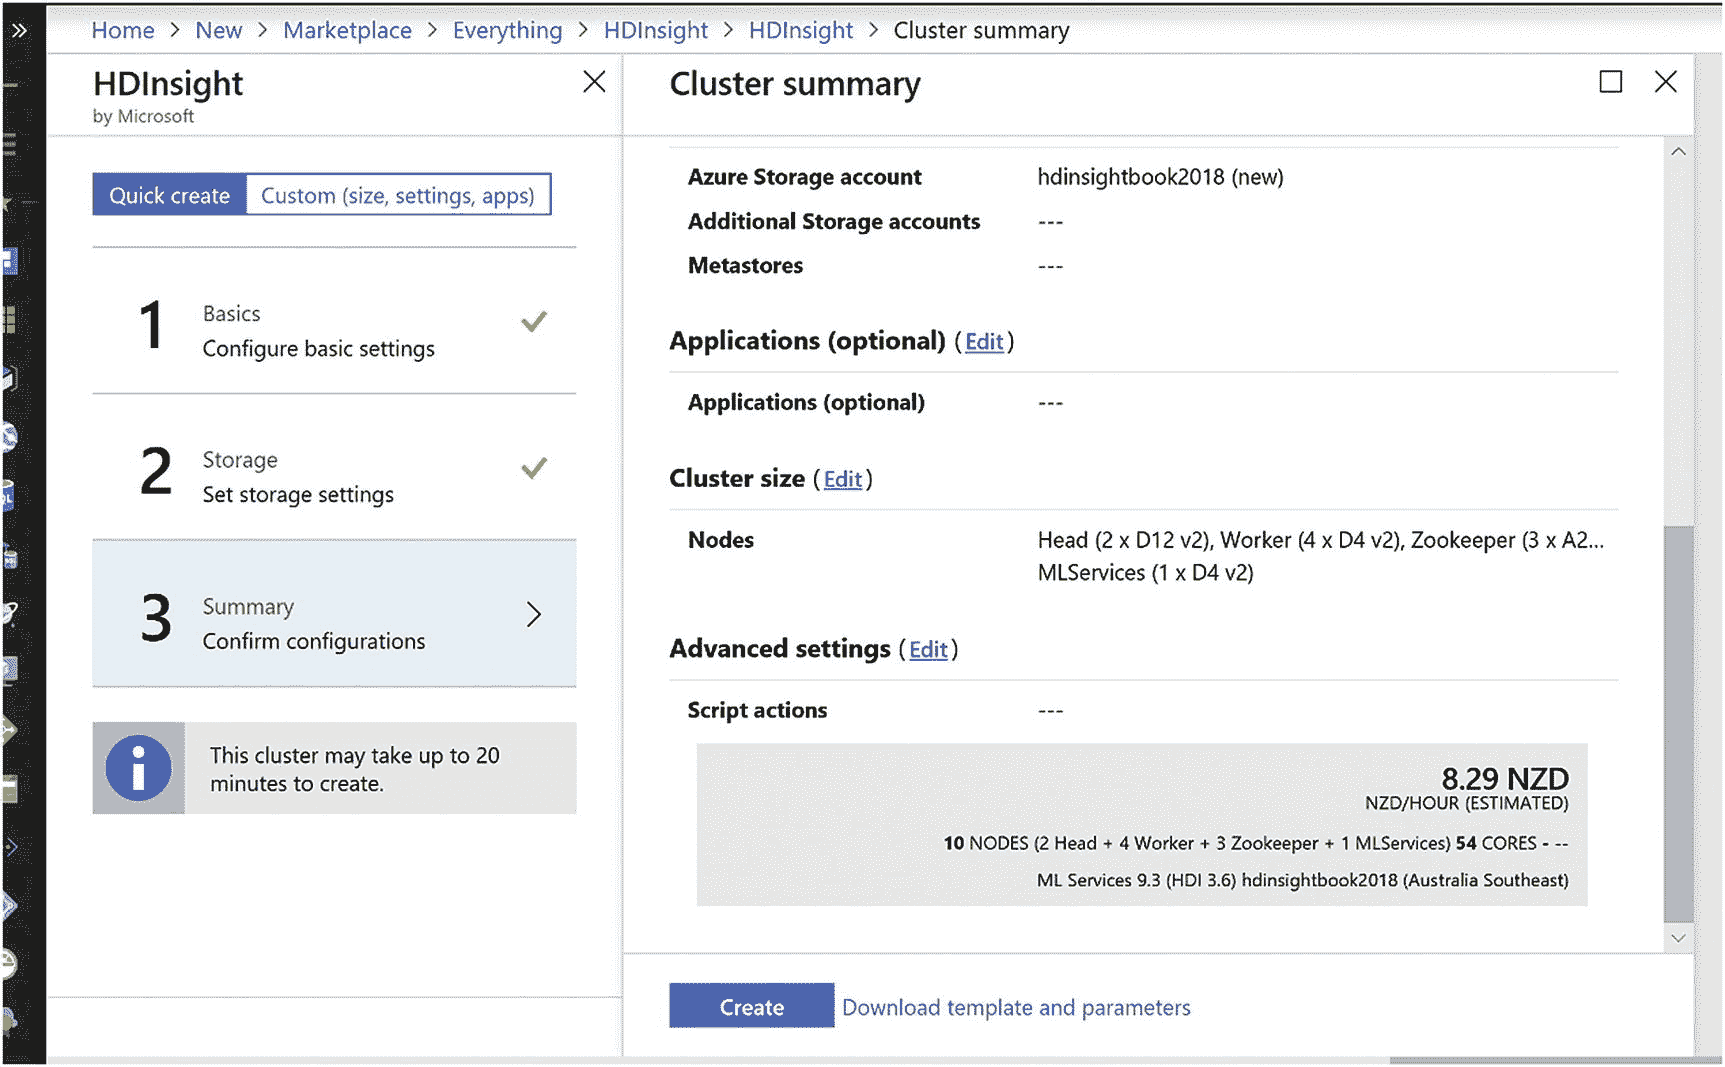 Home > New > Marketplace > Everything > HDInsight > HDInsight > Cluster summary
HDInsight
by Microsoft
Quick create
Custom (size, settings, apps)
1
Basics
Configure basic settings
2
Storage
Set storage settings
3
Summary
Confirm configurations
This cluster may take up to 20
minutes to create.
Cluster summary
Azure Storage account hdinsightbook2018 (new)
Additional Storage accounts ---
Metastores ---
Applications (optional) (Edit)
Applications (optional) ---
Cluster size (Edit)
Nodes Head (2 x D12 v2), Worker (4 x D4 v2), Zookeeper (3 x A2...
MLServices (1 x D4 v2)
Advanced settings (Edit)
Script actions ---
8.29 NZD
NZD/HOUR (ESTIMATED)
10 NODES (2 Head + 4 Worker + 3 Zookeeper + 1 MLServices) 54 CORES - --
ML Services 9.3 (HDI 3.6) hdinsightbook2018 (Australia Southeast)
Create
Download template and parameters